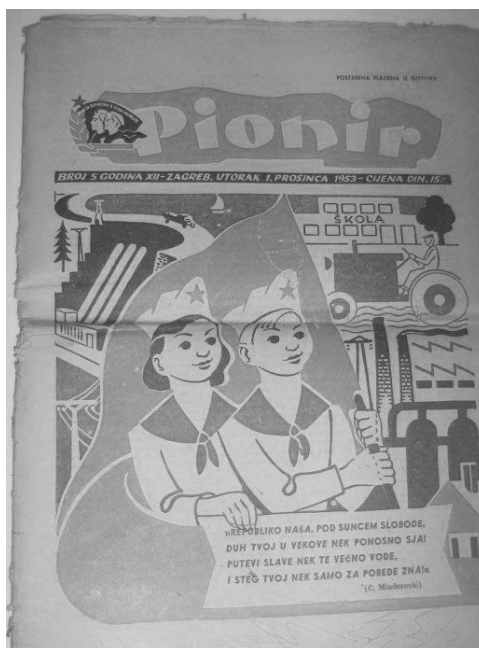 POŠTARINA PLAĆENA U GOTOVU
Pionir
BROJ 5 GODINA XII – ZAGREB, UTORAK 1. PROSINCA 1953 – CIJENA DIN. 15.-
ŠKOLA
»REPUBLIKO NAŠA, POD SUNCEM SLOBODE,
DUH TVOJ U VEKOVE NEK PONOSNO SJA!
PUTEVI SLAVE NEK TE VEČNO VODE,
I STEG TVOJ NEK SAMO ZA POBEDE ZNA!«
(Č. Minderović)